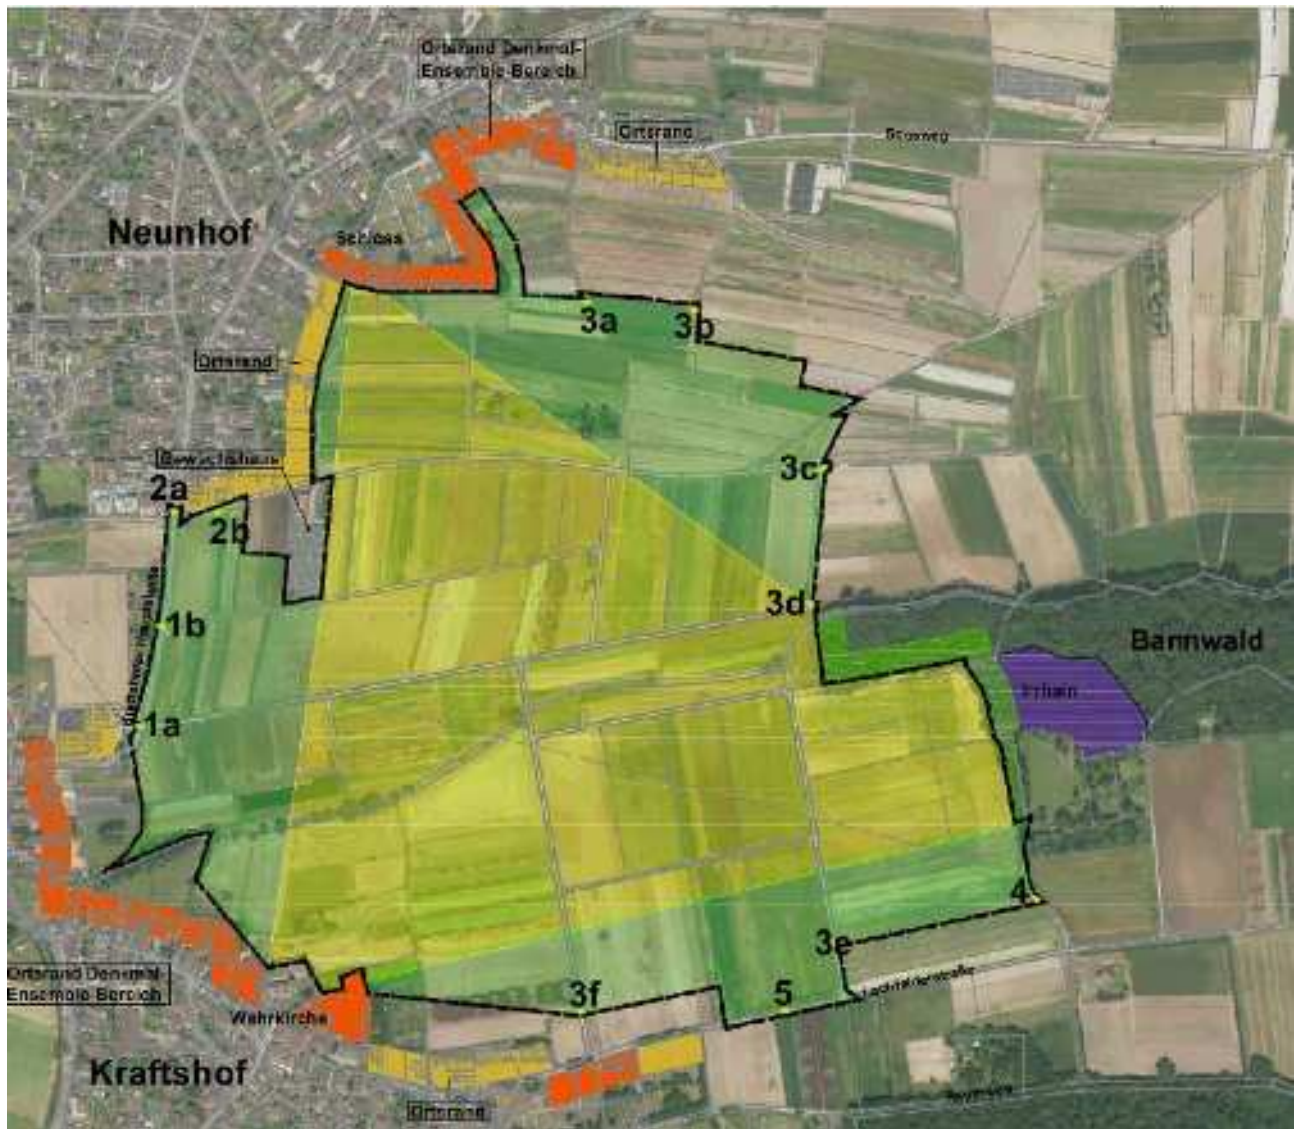 Ortsrand Denkmal-
Ensemble-Bereich
Ortsrand
Neunhof
Schloss
3a
3b
Ortsrand
3c
2a
2b
3d
1b
Bannwald
Irrhain
1a
4
3e
Ortsrand Denkmal-
Ensemble-Bereich
3f
5
Wehrkirche
Kraftshof
Ortsrand